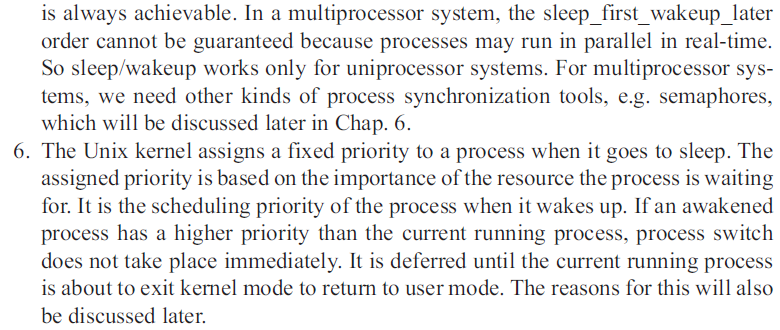 is always achievable. In a multiprocessor system, the sleep_first_wakeup_later
order cannot be guaranteed because processes may run in parallel in real-time.
So sleep/wakeup works only for uniprocessor systems. For multiprocessor sys-
tems, we need other kinds of process synchronization tools, e.g. semaphores,
which will be discussed later in Chap. 6.
6. The Unix kernel assigns a fixed priority to a process when it goes to sleep. The
assigned priority is based on the importance of the resource the process is waiting
for. It is the scheduling priority of the process when it wakes up. If an awakened
process has a higher priority than the current running process, process switch
does not take place immediately. It is deferred until the current running process
is about to exit kernel mode to return to user mode. The reasons for this will also
be discussed later.